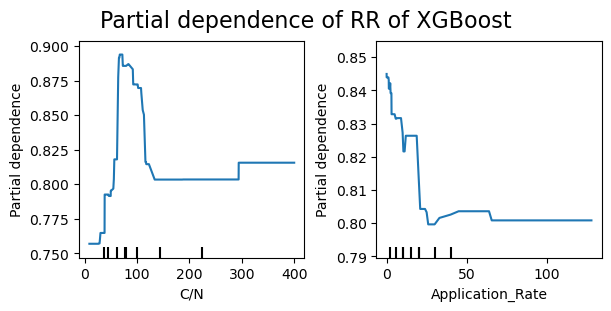 Partial dependence of RR of XGBoost
Partial dependence
0.900
0.875
0.850
0.825
0.800
0.775
0.750
0 100 200 300 400
C/N
Partial dependence
0.85
0.84
0.83
0.82
0.81
0.80
0.79
0 50 100
Application_Rate